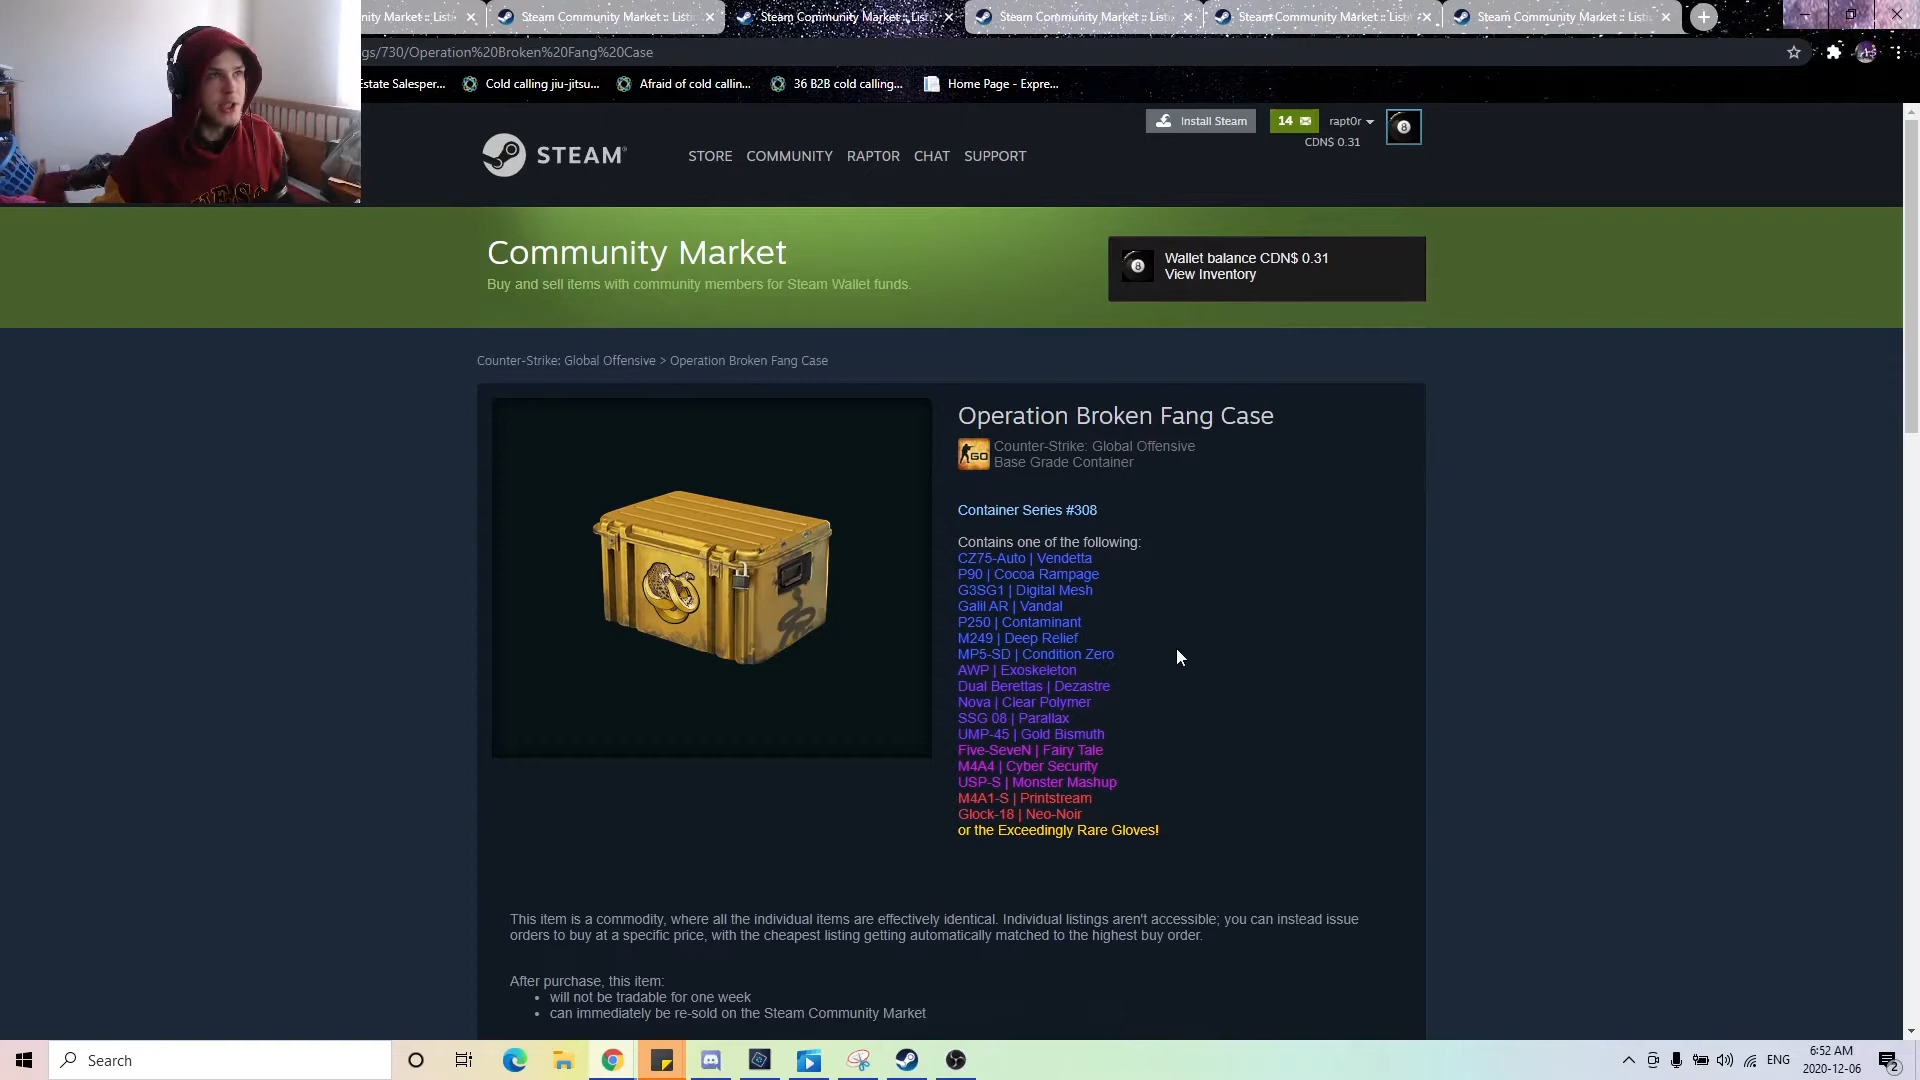 nity Market :: Listi
Steam Community Market :: Listi
Steam Community Market :: Listi
Steam Community Market :: Listi
Steam Community Market :: Listi
Steam Community Market :: Listi
gs/730/Operation%20Broken%20Fang%20Case
Estate Salesper...
Cold calling jiu-jitsu...
Afraid of cold callin...
36 B2B cold calling...
Home Page - Expre...
Install Steam
14
rapt0r
CDN$ 0.31
STEAM
STORE COMMUNITY RAPT0R CHAT SUPPORT
Community Market
Buy and sell items with community members for Steam Wallet funds.
Wallet balance CDN$ 0.31
View Inventory
Counter-Strike: Global Offensive > Operation Broken Fang Case
Operation Broken Fang Case
GO
Counter-Strike: Global Offensive
Base Grade Container
Container Series #308
Contains one of the following:
CZ75-Auto | Vendetta
P90 | Cocoa Rampage
G3SG1 | Digital Mesh
Galil AR | Vandal
P250 | Contaminant
M249 | Deep Relief
MP5-SD | Condition Zero
AWP | Exoskeleton
Dual Berettas | Dezastre
Nova | Clear Polymer
SSG 08 | Parallax
UMP-45 | Gold Bismuth
Five-SeveN | Fairy Tale
M4A4 | Cyber Security
USP-S | Monster Mashup
M4A1-S | Printstream
Glock-18 | Neo-Noir
or the Exceedingly Rare Gloves!
This item is a commodity, where all the individual items are effectively identical. Individual listings aren't accessible; you can instead issue
orders to buy at a specific price, with the cheapest listing getting automatically matched to the highest buy order.
After purchase, this item:
• will not be tradable for one week
• can immediately be re-sold on the Steam Community Market
Search
ENG
6:52 AM
2020-12-06
2